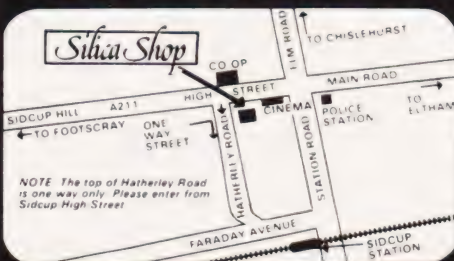 Silica Shop
CO OP
ELM ROAD
TO CHISLEHURST
MAIN ROAD
HIGH STREET
SIDCUP HILL A211
CINEMA
POLICE
STATION
TO
ELTHAM
TO FOOTSCRAY
ONE
WAY
STREET
HATHERLEY ROAD
STATION ROAD
NOTE The top of Hatherley Road
is one way only. Please enter from
Sidcup High Street
FARADAY AVENUE
SIDCUP
STATION